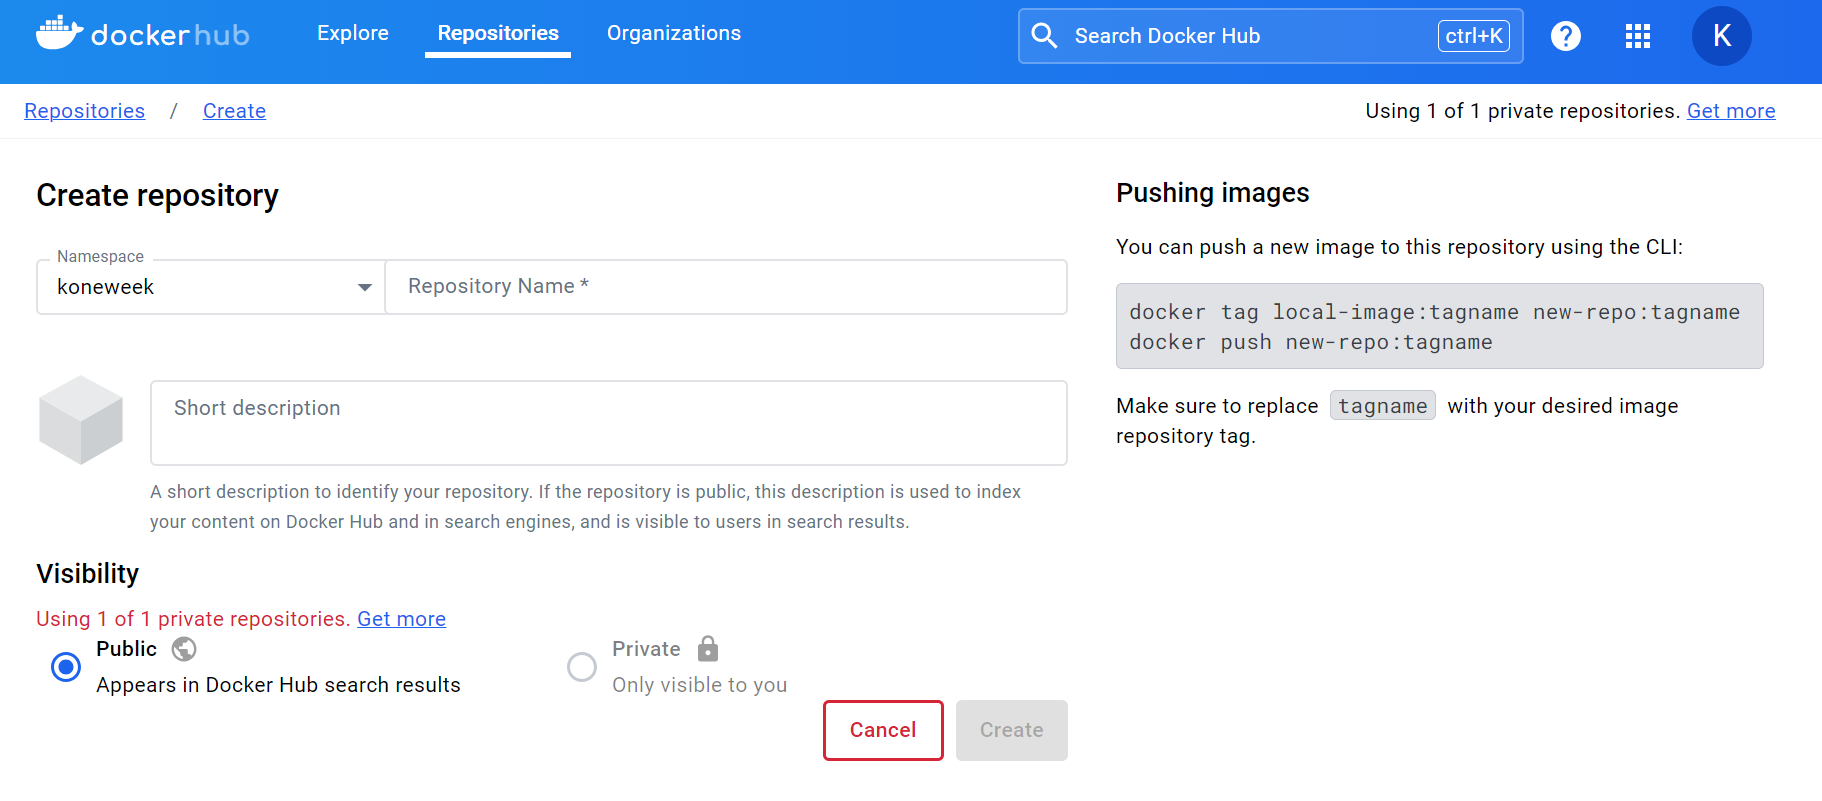 dockerhub
Explore
Repositories
Organizations
Search Docker Hub
ctrl+K
?
K
Repositories / Create
Using 1 of 1 private repositories. Get more
Create repository
Namespace
koneweek
Repository Name *
Short description
A short description to identify your repository. If the repository is public, this description is used to index
your content on Docker Hub and in search engines, and is visible to users in search results.
Visibility
Using 1 of 1 private repositories. Get more
Public
Appears in Docker Hub search results
Private
Only visible to you
Cancel
Create
Pushing images
You can push a new image to this repository using the CLI:
docker tag local-image:tagname new-repo:tagname
docker push new-repo:tagname
Make sure to replace tagname with your desired image
repository tag.